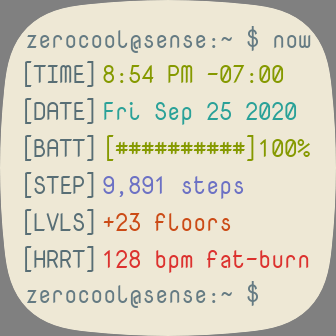 zerocool@sense:~ $ now
[TIME] 8:54 PM -07:00
[DATE] Fri Sep 25 2020
[BATT] [##########]100%
[STEP] 9,891 steps
[LVLS] +23 floors
[HRRT] 128 bpm fat-burn
zerocool@sense:~ $